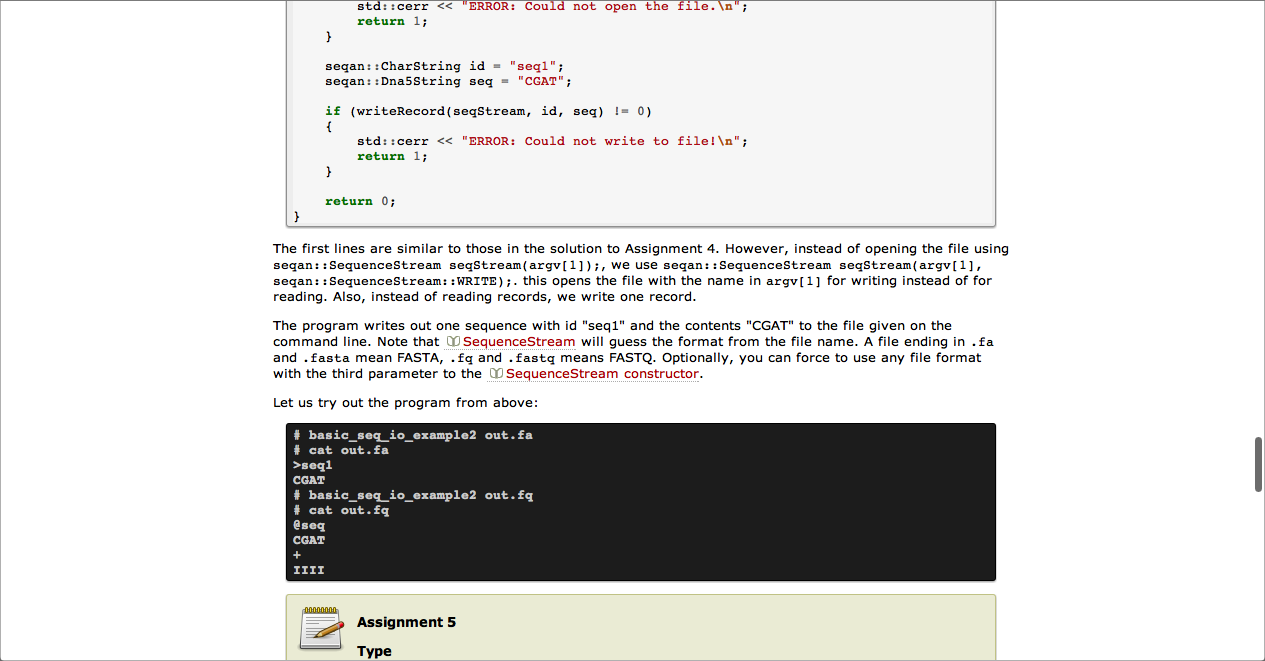 std::cerr << "ERROR: Could not open the file.\n";
return 1;
}
seqan::CharString id = "seq1";
seqan::Dna5String seq = "CGAT";
if (writeRecord(seqStream, id, seq) != 0)
{
std::cerr << "ERROR: Could not write to file!\n";
return 1;
}
return 0;
}
The first lines are similar to those in the solution to Assignment 4. However, instead of opening the file using
seqan::SequenceStream seqStream(argv[1]);, we use seqan::SequenceStream seqStream(argv[1],
seqan::SequenceStream::WRITE);. this opens the file with the name in argv[1] for writing instead of for
reading. Also, instead of reading records, we write one record.
The program writes out one sequence with id "seq1" and the contents "CGAT" to the file given on the
command line. Note that SequenceStream will guess the format from the file name. A file ending in .fa
and .fasta mean FASTA, .fq and .fastq means FASTQ. Optionally, you can force to use any file format
with the third parameter to the SequenceStream constructor.
Let us try out the program from above:
# basic_seq_io_example2 out.fa
# cat out.fa
>seq1
CGAT
# basic_seq_io_example2 out.fq
# cat out.fq
@seq
CGAT
+
IIII
Assignment 5
Type